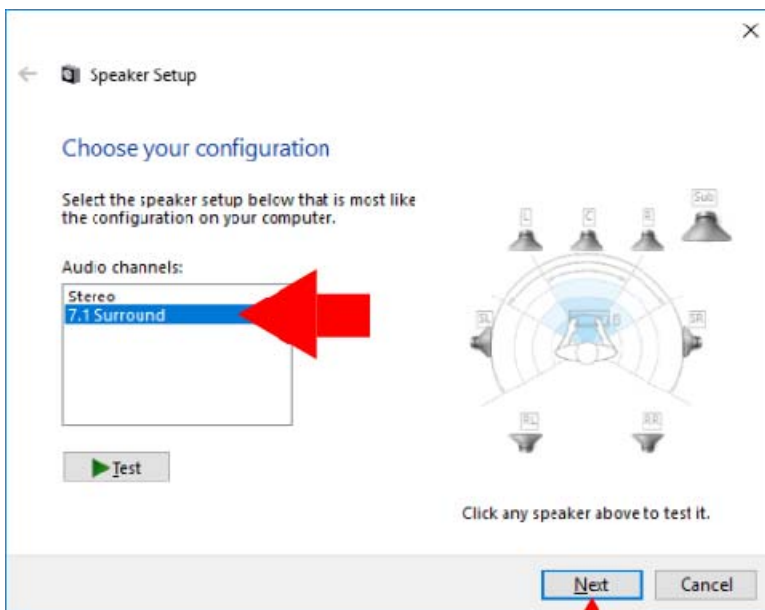 Speaker Setup
Choose your configuration
Select the speaker setup below that is most like
the configuration on your computer.
Audio channels:
Stereo
7.1 Surround
Test
L
C
R
Sub
SL
SR
RL
RR
Click any speaker above to test it.
Next
Cancel